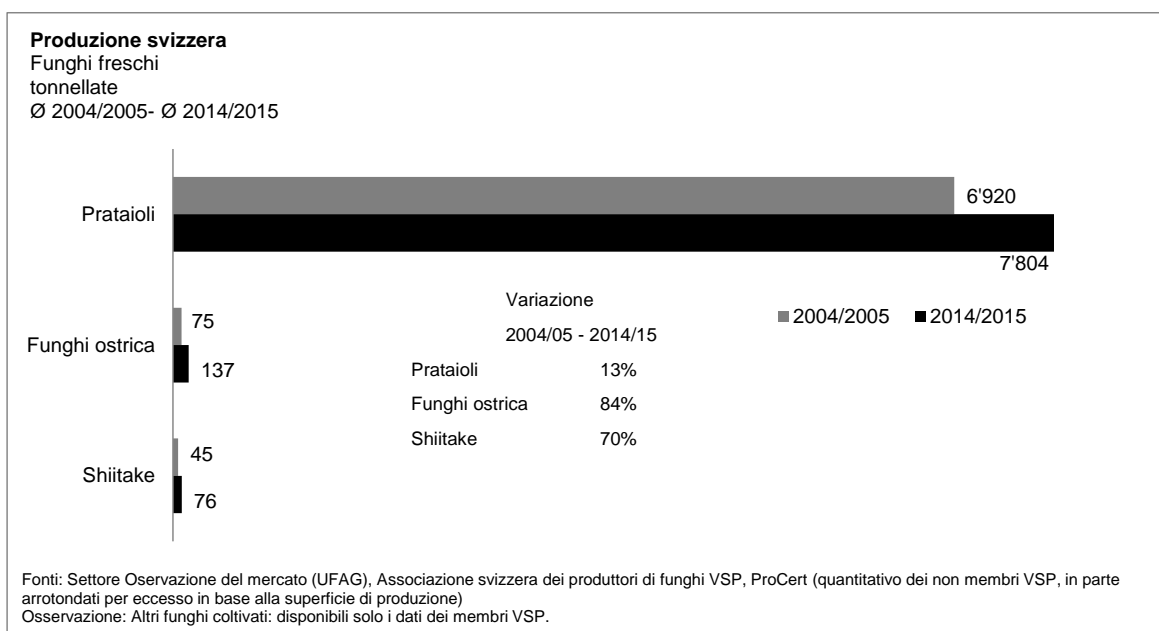 Produzione svizzera
Funghi freschi
tonnellate
Ø 2004/2005- Ø 2014/2015
Prataioli
6'920
7'804
Funghi ostrica
75
137
Shiitake
45
76
2004/2005
2014/2015
Variazione
2004/05 - 2014/15
Prataioli 13%
Funghi ostrica 84%
Shiitake 70%
Fonti: Settore Oservazione del mercato (UFAG), Associazione svizzera dei produttori di funghi VSP, ProCert (quantitativo dei non membri VSP, in parte
arrotondati per eccesso in base alla superficie di produzione)
Osservazione: Altri funghi coltivati: disponibili solo i dati dei membri VSP.